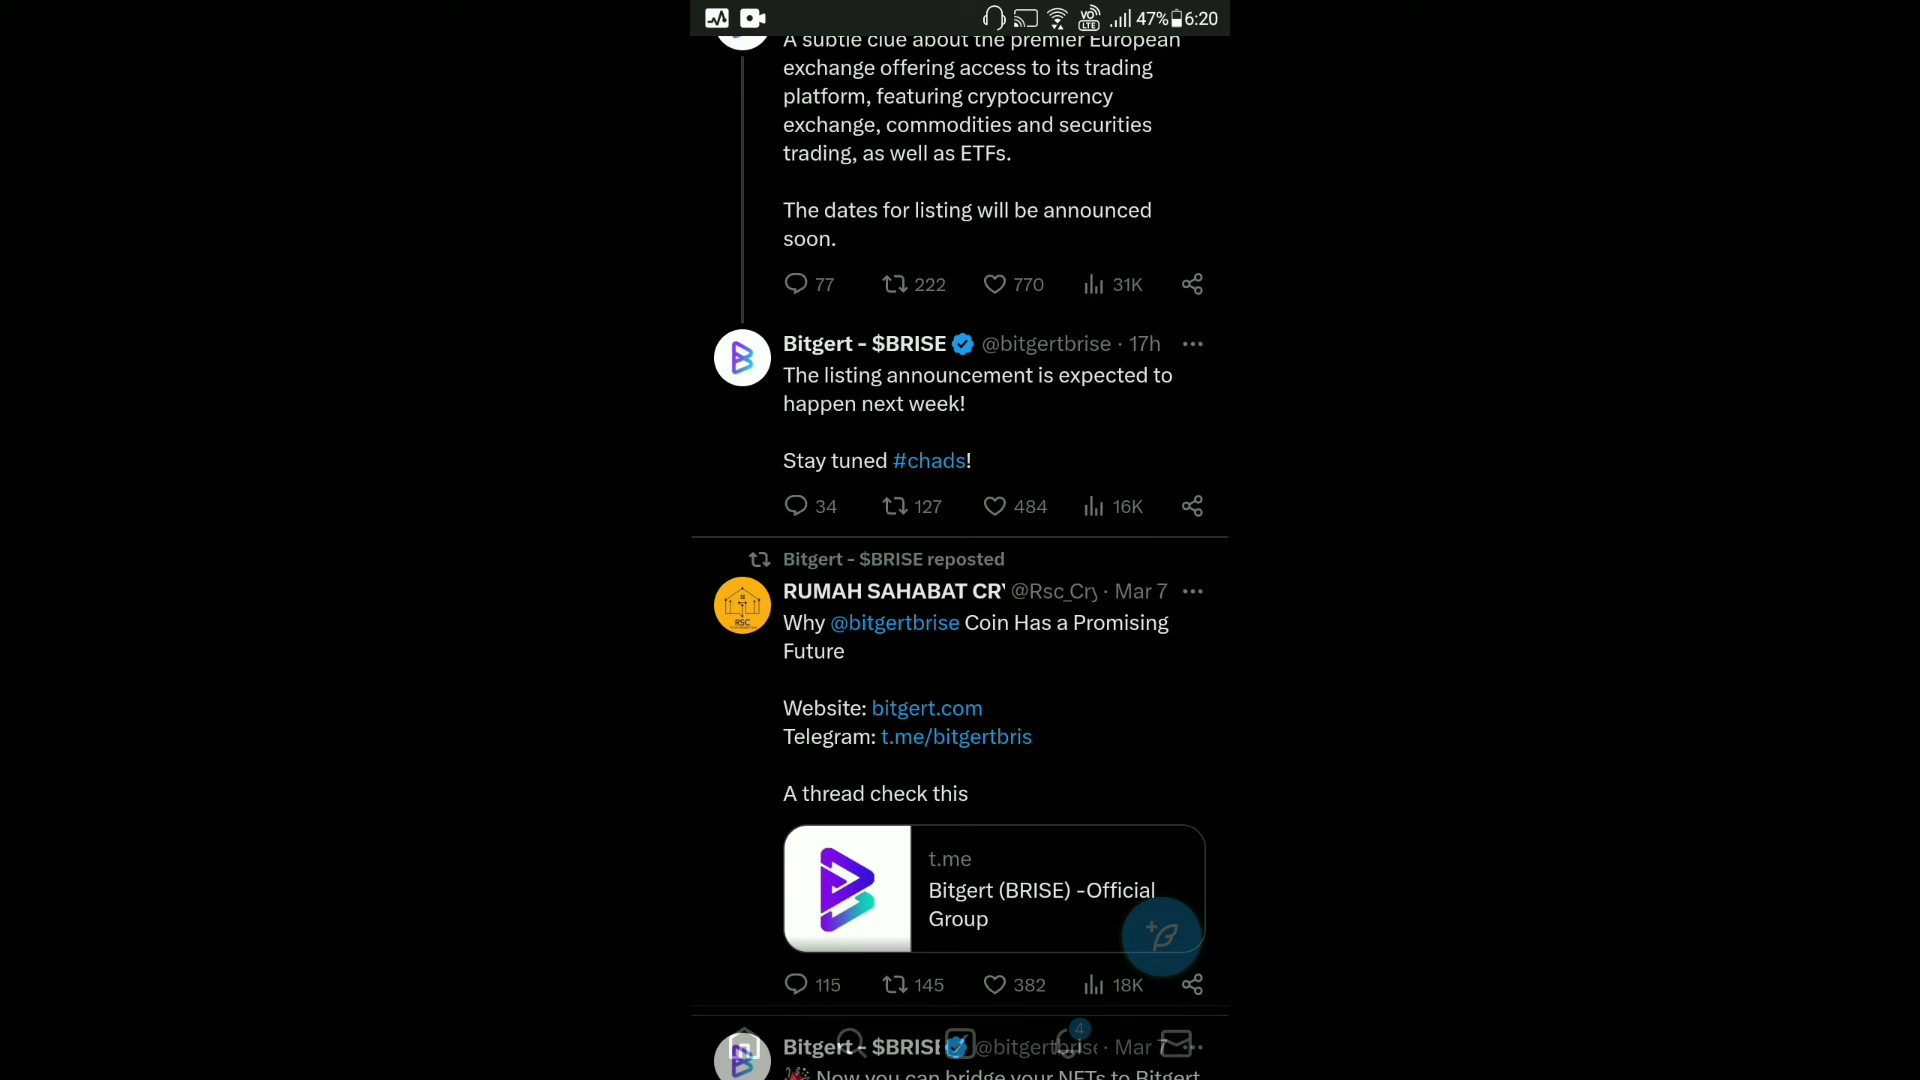 47% 6:20
A subtle clue about the premier European
exchange offering access to its trading
platform, featuring cryptocurrency
exchange, commodities and securities
trading, as well as ETFs.
The dates for listing will be announced
soon.
77 222 770 31K
Bitgert - $BRISE @bitgertbrise · 17h
The listing announcement is expected to
happen next week!
Stay tuned #chads!
34 127 484 16K
Bitgert - $BRISE reposted
RUMAH SAHABAT CR @Rsc_Cry · Mar 7
RSC
Why @bitgertbrise Coin Has a Promising
Future
Website: bitgert.com
Telegram: t.me/bitgertbris
A thread check this
t.me
Bitgert (BRISE) -Official
Group
115 145 382 18K
4
Bitgert - $BRISE @bitgertbrise · Mar 7
Now you can bridge your NFTs to Bitgert